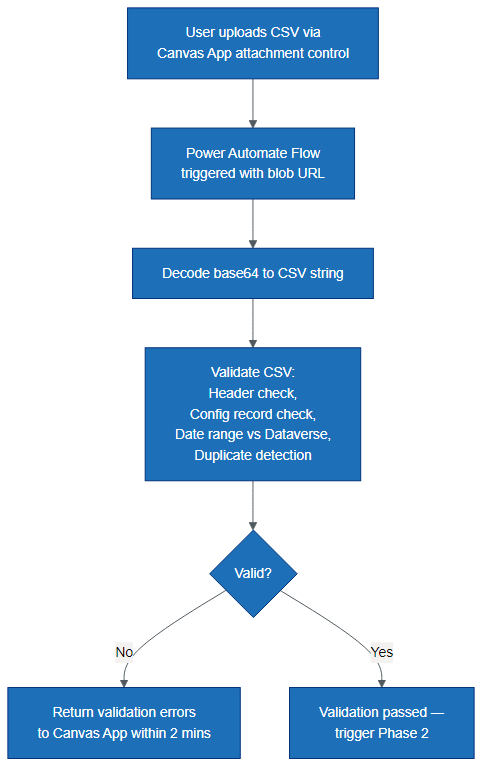 User uploads CSV via
Canvas App attachment control
Power Automate Flow
triggered with blob URL
Decode base64 to CSV string
Validate CSV:
Header check,
Config record check,
Date range vs Dataverse,
Duplicate detection
Valid?
No
Yes
Return validation errors
to Canvas App within 2 mins
Validation passed —
trigger Phase 2